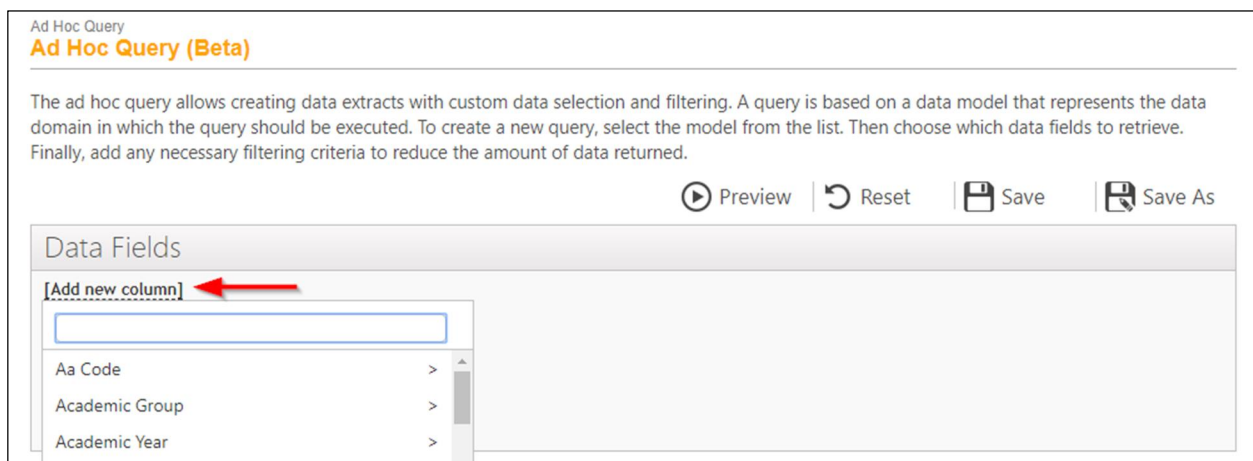 Ad Hoc Query
Ad Hoc Query (Beta)
The ad hoc query allows creating data extracts with custom data selection and filtering. A query is based on a data model that represents the data
domain in which the query should be executed. To create a new query, select the model from the list. Then choose which data fields to retrieve.
Finally, add any necessary filtering criteria to reduce the amount of data returned.
Preview Reset Save Save As
Data Fields
[Add new column]
Aa Code >
Academic Group >
Academic Year >